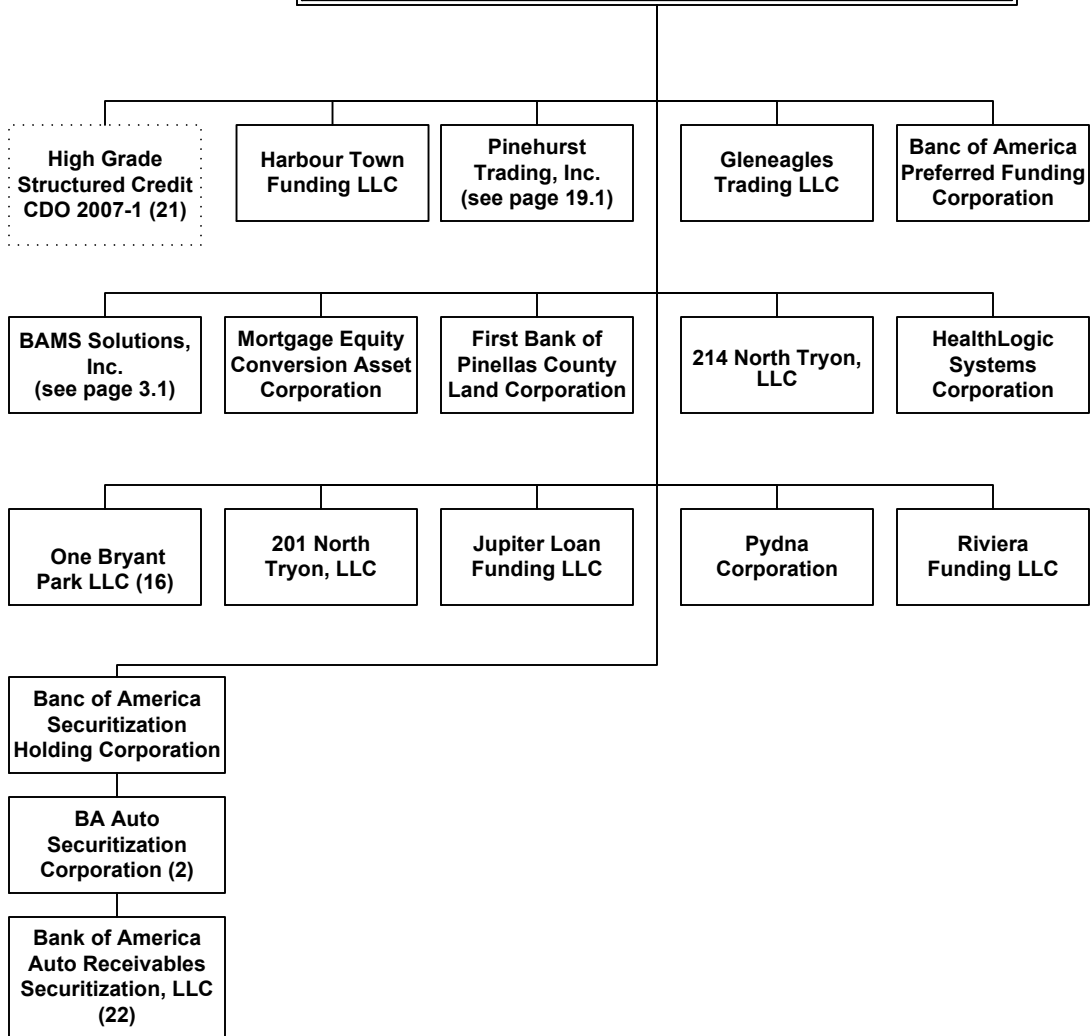 High Grade
Structured Credit
CDO 2007-1 (21)
Harbour Town
Funding LLC
Pinehurst
Trading, Inc.
(see page 19.1)
Gleneagles
Trading LLC
Banc of America
Preferred Funding
Corporation
BAMS Solutions,
Inc.
(see page 3.1)
Mortgage Equity
Conversion Asset
Corporation
First Bank of
Pinellas County
Land Corporation
214 North Tryon,
LLC
HealthLogic
Systems
Corporation
One Bryant
Park LLC (16)
201 North
Tryon, LLC
Jupiter Loan
Funding LLC
Pydna
Corporation
Riviera
Funding LLC
Banc of America
Securitization
Holding Corporation
BA Auto
Securitization
Corporation (2)
Bank of America
Auto Receivables
Securitization, LLC
(22)